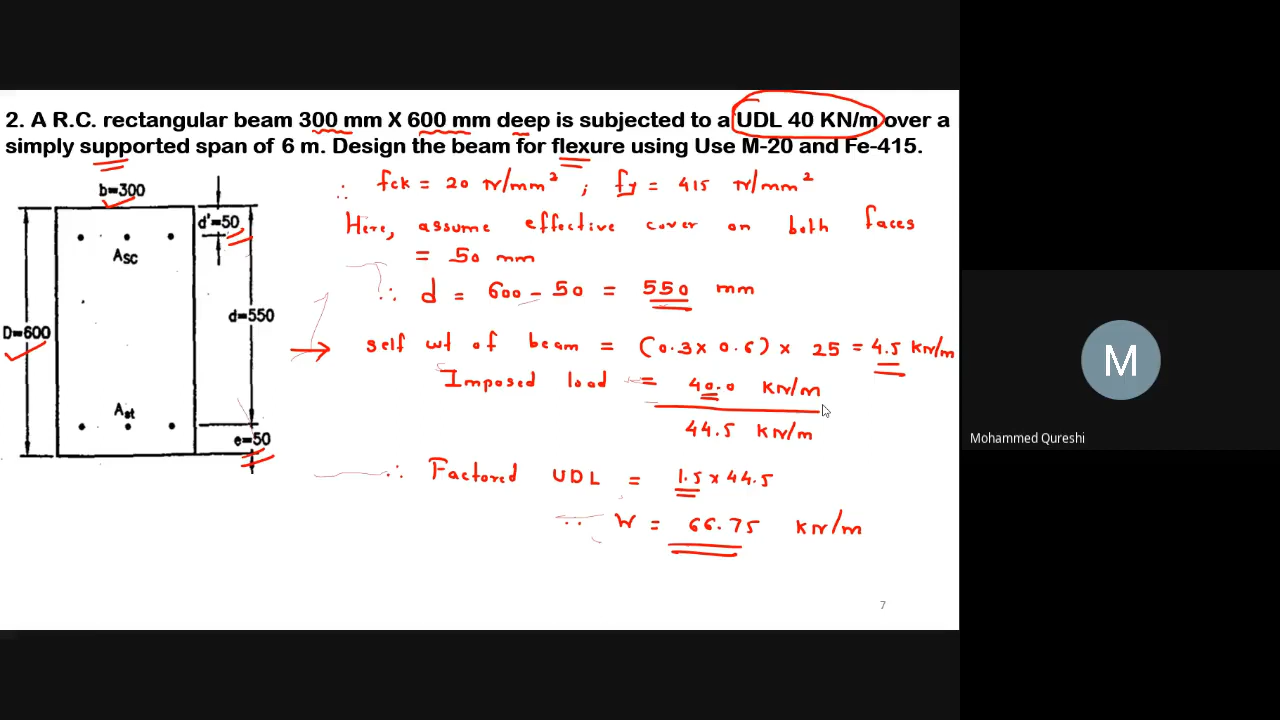 2. A R.C. rectangular beam 300 mm X 600 mm deep is subjected to a UDL 40 KN/m over a
simply supported span of 6 m. Design the beam for flexure using Use M-20 and Fe-415.
b=300
d'=50
Asc
d=550
D=600
Ast
e=50
∴ fck = 20 N/mm² ; fy = 415 N/mm²
Here, assume effective cover on both faces
= 50 mm
∴ d = 600 - 50 = 550 mm
→ self wt of beam = (0.3 x 0.6) x 25 = 4.5 KN/m
Imposed load = 40.0 KN/m
44.5 KN/m
∴ Factored UDL = 1.5 x 44.5
∴ W = 66.75 KN/m
7
M
Mohammed Qureshi